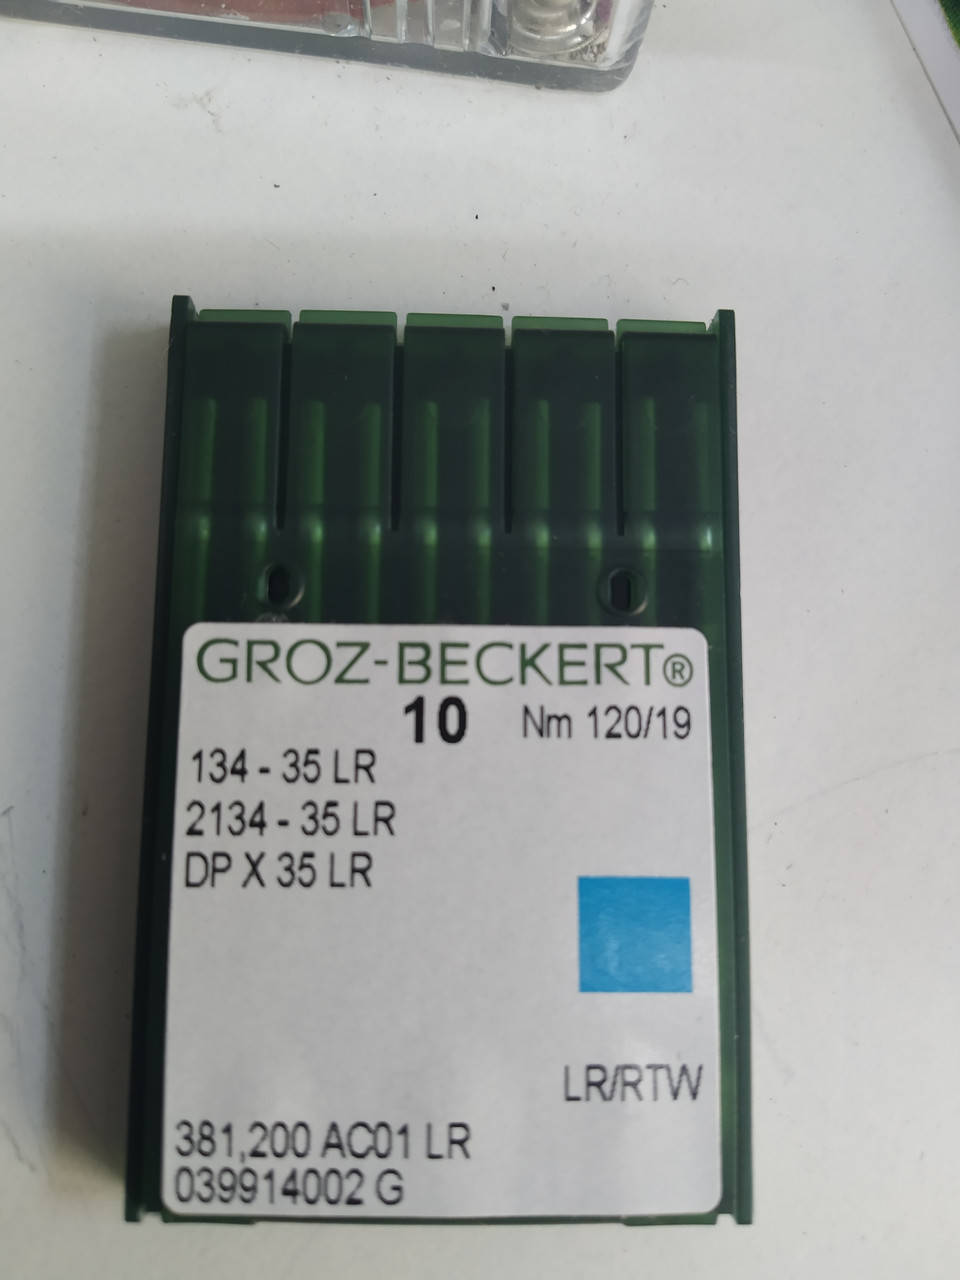 GROZ-BECKERT®
10 Nm 120/19
134 - 35 LR
2134 - 35 LR
DP X 35 LR
LR/RTW
381,200 AC01 LR
039914002 G